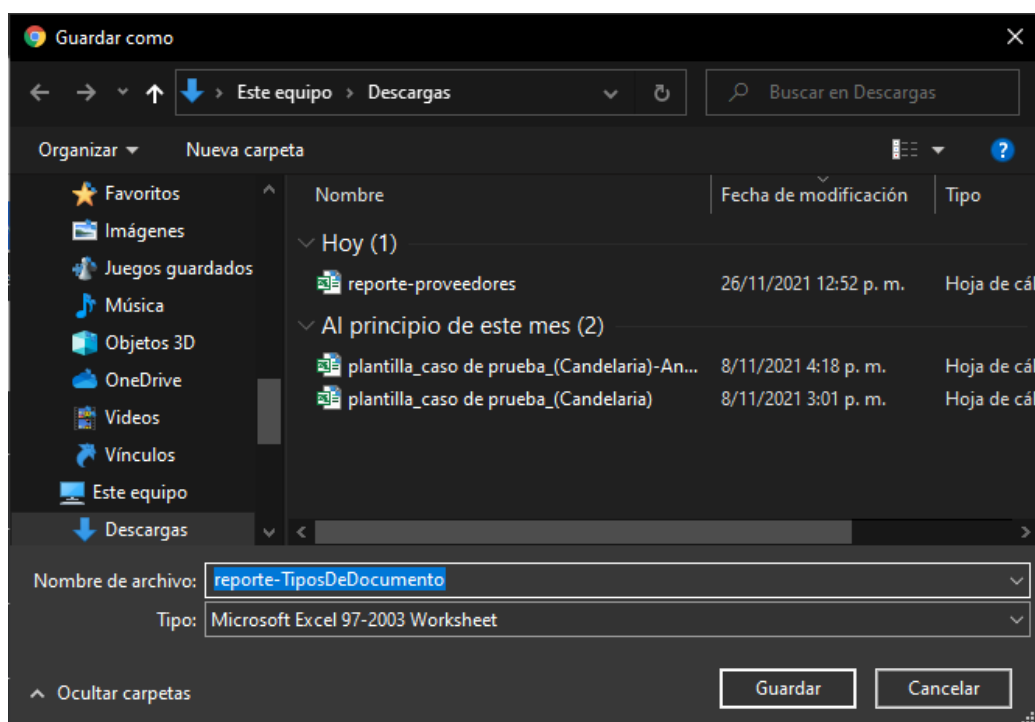 Guardar como
Este equipo > Descargas
Buscar en Descargas
Organizar
Nueva carpeta
?
Favoritos
Imágenes
Juegos guardados
Música
Objetos 3D
OneDrive
Videos
Vínculos
Este equipo
Descargas
Nombre Fecha de modificación Tipo
Hoy (1)
reporte-proveedores 26/11/2021 12:52 p. m. Hoja de cál
Al principio de este mes (2)
plantilla_caso de prueba_(Candelaria)-An... 8/11/2021 4:18 p. m. Hoja de cál
plantilla_caso de prueba_(Candelaria) 8/11/2021 3:01 p. m. Hoja de cál
Nombre de archivo: reporte-TiposDeDocumento
Tipo: Microsoft Excel 97-2003 Worksheet
Ocultar carpetas
Guardar
Cancelar